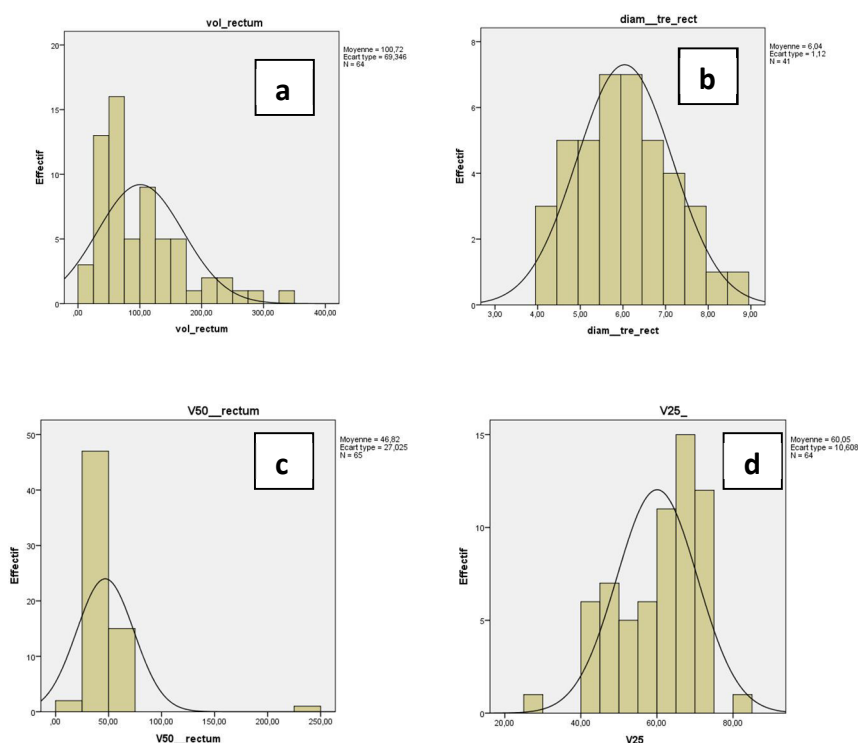 vol_rectum
Moyenne = 100,72
Ecart type = 69,346
N = 64
a
20
15
10
5
0
Effectif
,00 100,00 200,00 300,00 400,00
vol_rectum
diam__tre_rect
Moyenne = 6,04
Ecart type = 1,12
N = 41
b
8
6
4
2
0
Effectif
3,00 4,00 5,00 6,00 7,00 8,00 9,00
diam__tre_rect
V50__rectum
Moyenne = 46,82
Ecart type = 27,025
N = 65
c
50
40
30
20
10
0
Effectif
,00 50,00 100,00 150,00 200,00 250,00
V50__rectum
V25_
Moyenne = 60,05
Ecart type = 10,608
N = 64
d
15
10
5
0
Effectif
20,00 40,00 60,00 80,00
V25